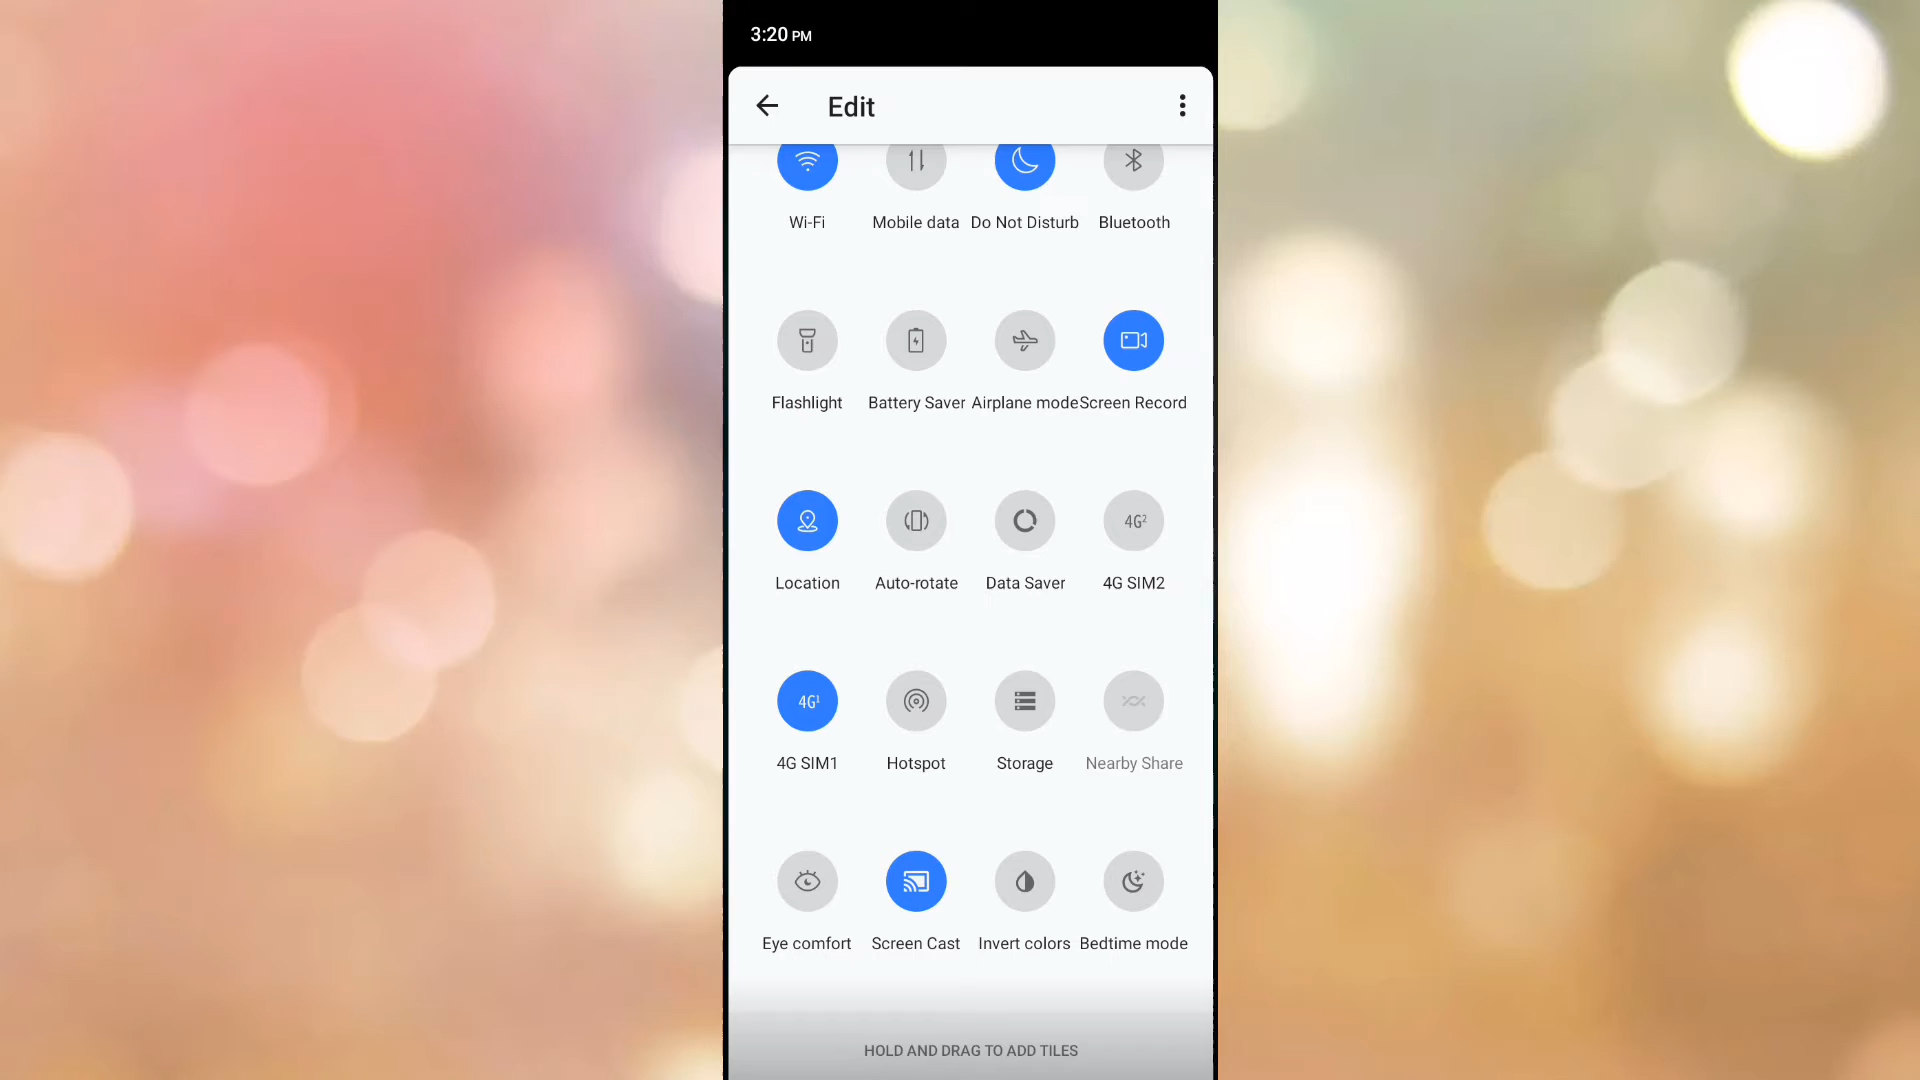 3:20 PM
Edit
Wi-Fi Mobile data Do Not Disturb Bluetooth
Flashlight Battery Saver Airplane mode Screen Record
Location Auto-rotate Data Saver 4G² 4G SIM2
4G¹ 4G SIM1 Hotspot Storage Nearby Share
Eye comfort Screen Cast Invert colors Bedtime mode
HOLD AND DRAG TO ADD TILES